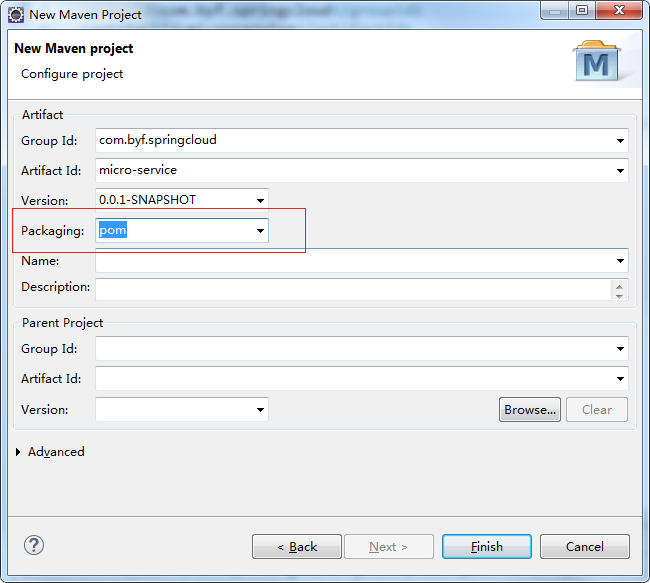 New Maven Project
New Maven project
Configure project
M
Artifact
Group Id: com.byf.springcloud
Artifact Id: micro-service
Version: 0.0.1-SNAPSHOT
Packaging: pom
Name:
Description:
Parent Project
Group Id:
Artifact Id:
Version: Browse... Clear
Advanced
? < Back Next > Finish Cancel